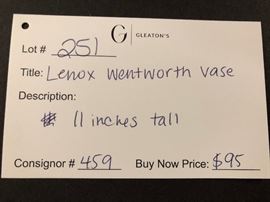 Lot # 251 G GLEATON'S
Title: Lenox Wentworth Vase
Description:
11 inches tall
Consignor # 459 Buy Now Price: $95